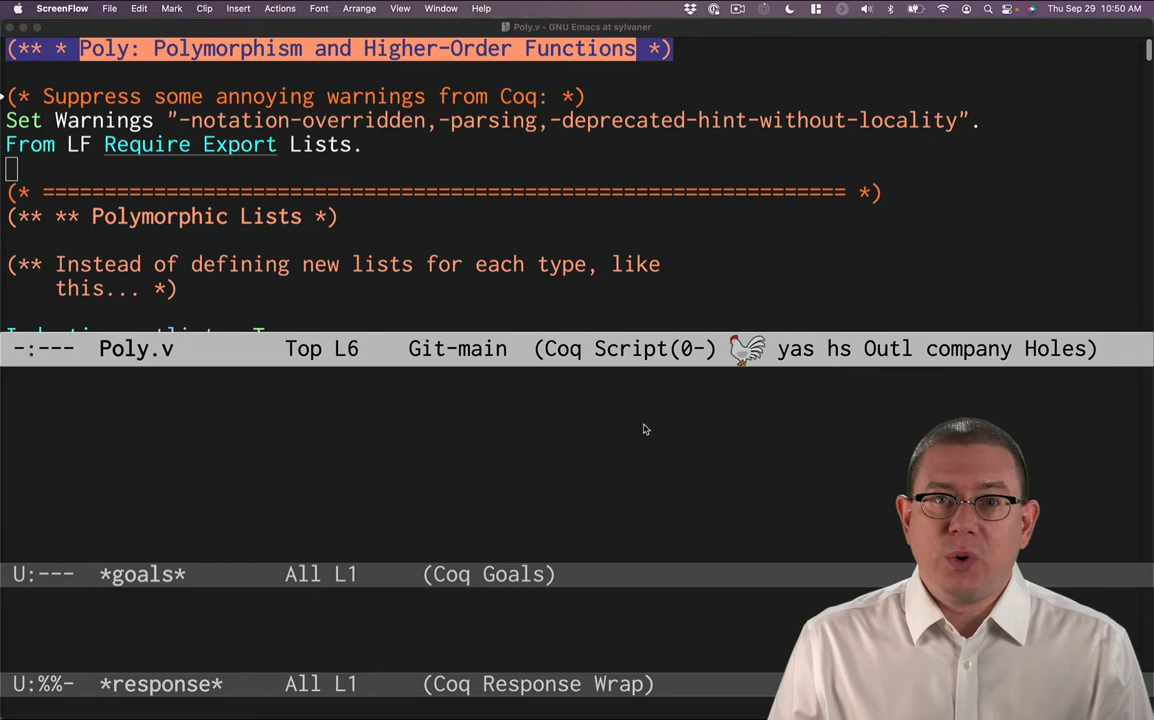 ScreenFlow File Edit Mark Clip Insert Actions Font Arrange View Window Help Thu Sep 29 10:50 AM
Poly.v - GNU Emacs at sylvaner
(** * Poly: Polymorphism and Higher-Order Functions *)
(* Suppress some annoying warnings from Coq: *)
Set Warnings "-notation-overridden,-parsing,-deprecated-hint-without-locality".
From LF Require Export Lists.
(* ================================================================= *)
(** ** Polymorphic Lists *)
(** Instead of defining new lists for each type, like
this... *)
-:--- Poly.v Top L6 Git-main (Coq Script(0-) yas hs Outl company Holes)
U:--- *goals* All L1 (Coq Goals)
U:%%- *response* All L1 (Coq Response Wrap)